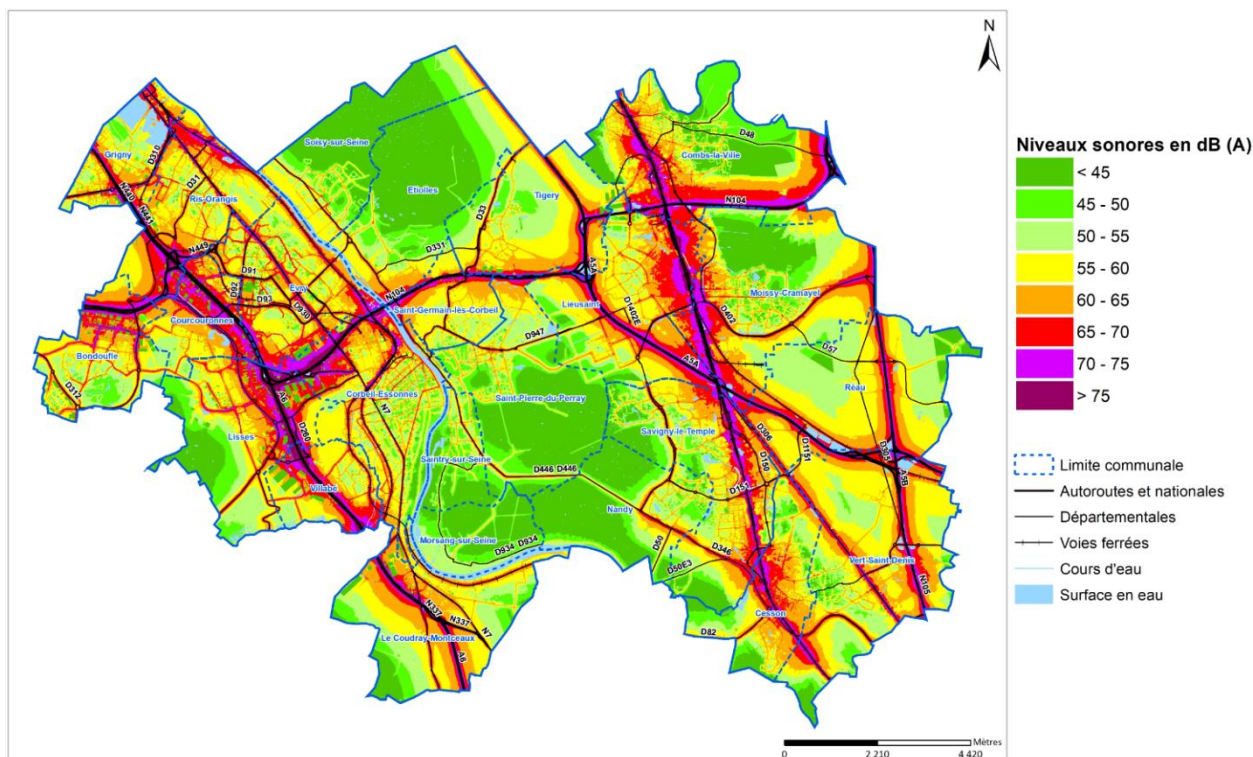 N
Niveaux sonores en dB (A)
< 45
45 - 50
50 - 55
55 - 60
60 - 65
65 - 70
70 - 75
> 75
Limite communale
Autoroutes et nationales
Départementales
Voies ferrées
Cours d'eau
Surface en eau
Grigny
D310
D31
N440
N441
Ris-Orangis
N449
D91
D92
D93
Evry
D930
Courcouronnes
Bondoufle
D312
Lisses
A6
D260
Villabé
Corbeil-Essonnes
N7
Soisy-sur-Seine
Etiolles
Tigery
D33
D331
N104
Saint-Germain-lès-Corbeil
Lieusaint
A5A
D947
D1402E
Combs-la-Ville
D48
N104
Moissy-Cramayel
D402
D57
Réau
A5A
Saint-Pierre-du-Perray
Savigny-le-Temple
D306
D150
D1151
D305
A5B
Saintry-sur-Seine
D446 D446
D151
Nandy
Morsang-sur-Seine
D934 D934
D50
D50E3
D346
Vert-Saint-Denis
N105
Cesson
D82
N337
N337
N7
Le Coudray-Montceaux
A6
Mètres
0 2 210 4 420